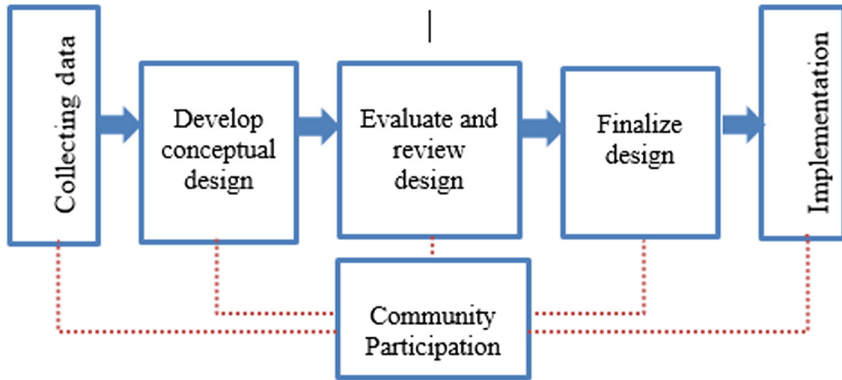 Collecting data
Develop
conceptual
design
Evaluate and
review
design
Finalize
design
Implementation
Community
Participation